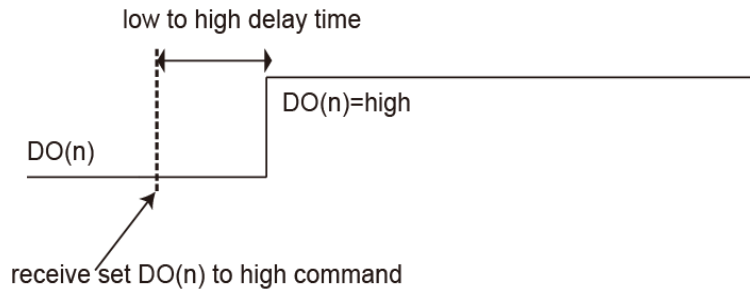 low to high delay time
DO(n)=high
DO(n)
receive set DO(n) to high command